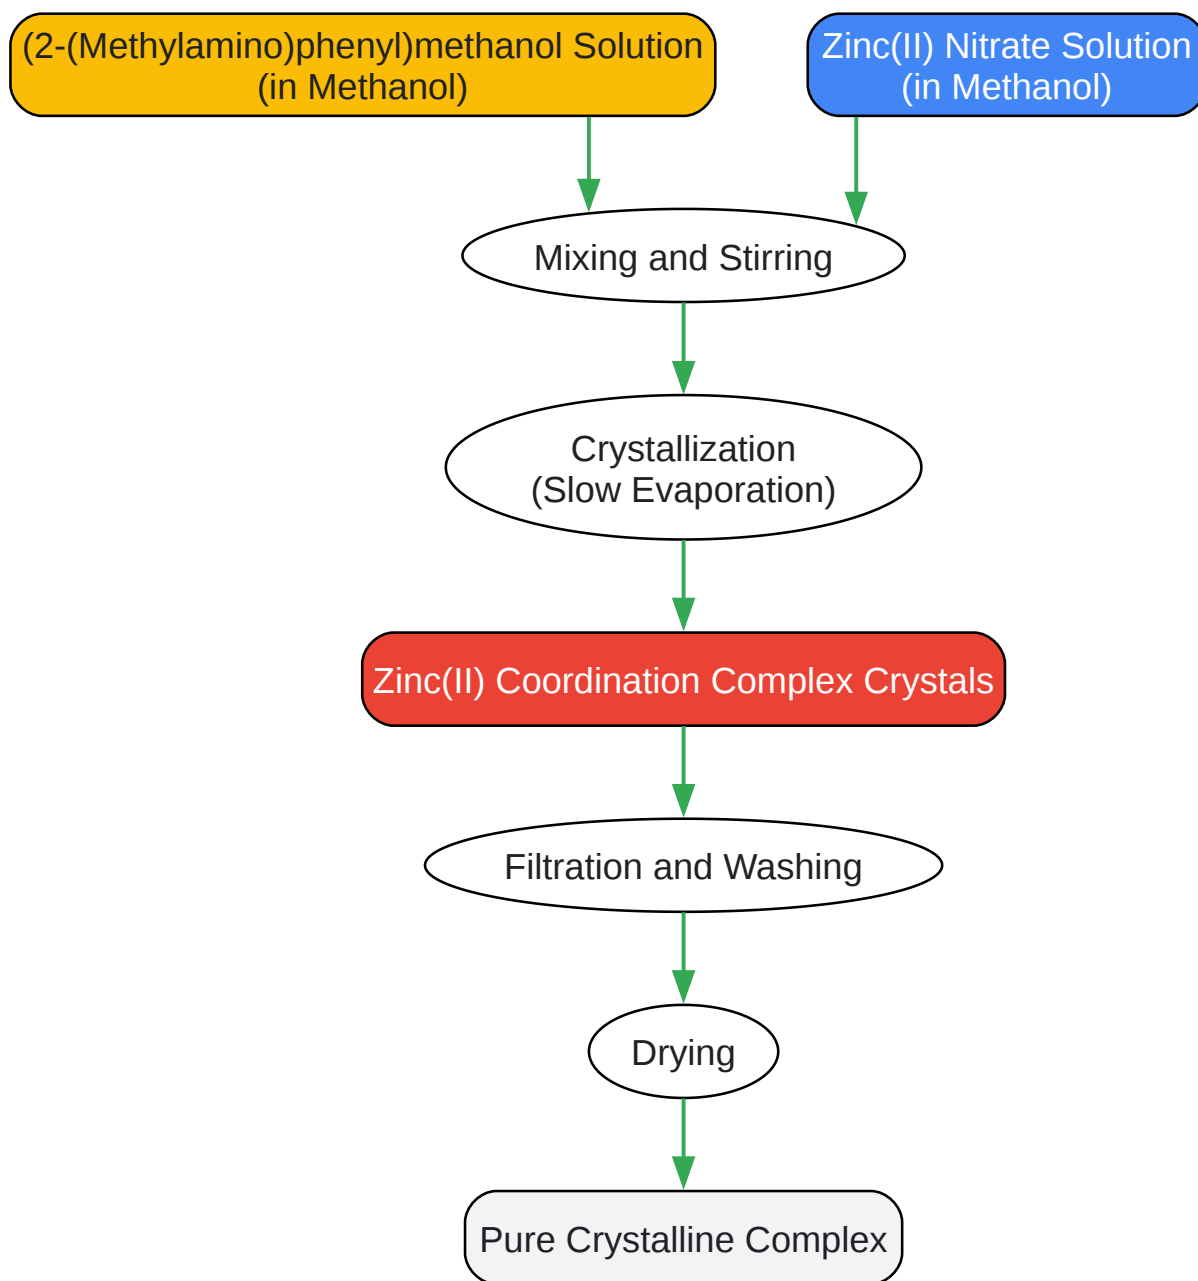 (2-(Methylamino)phenyl)methanol Solution
(in Methanol)
Zinc(II) Nitrate Solution
(in Methanol)
Mixing and Stirring
Crystallization
(Slow Evaporation)
Zinc(II) Coordination Complex Crystals
Filtration and Washing
Drying
Pure Crystalline Complex